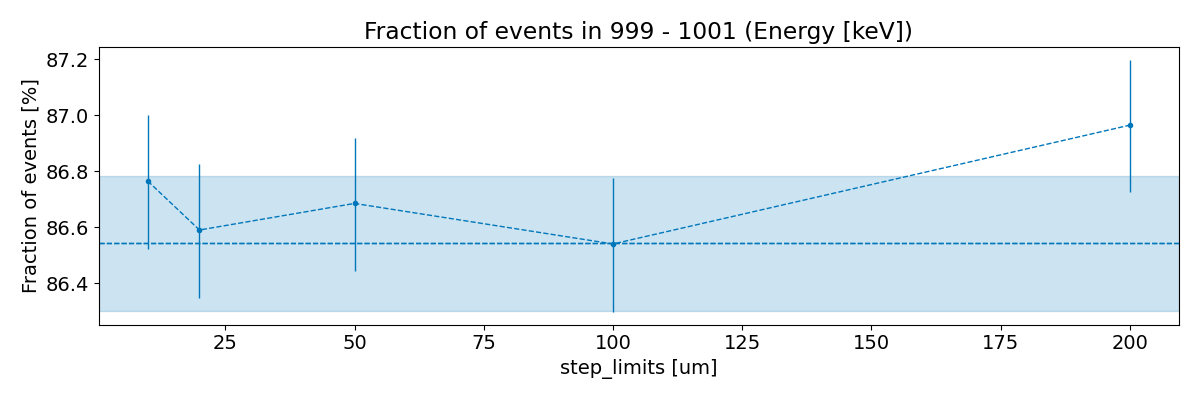 Fraction of events in 999 - 1001 (Energy [keV])
Fraction of events [%]
87.2
87.0
86.8
86.6
86.4
25 50 75 100 125 150 175 200
step_limits [um]